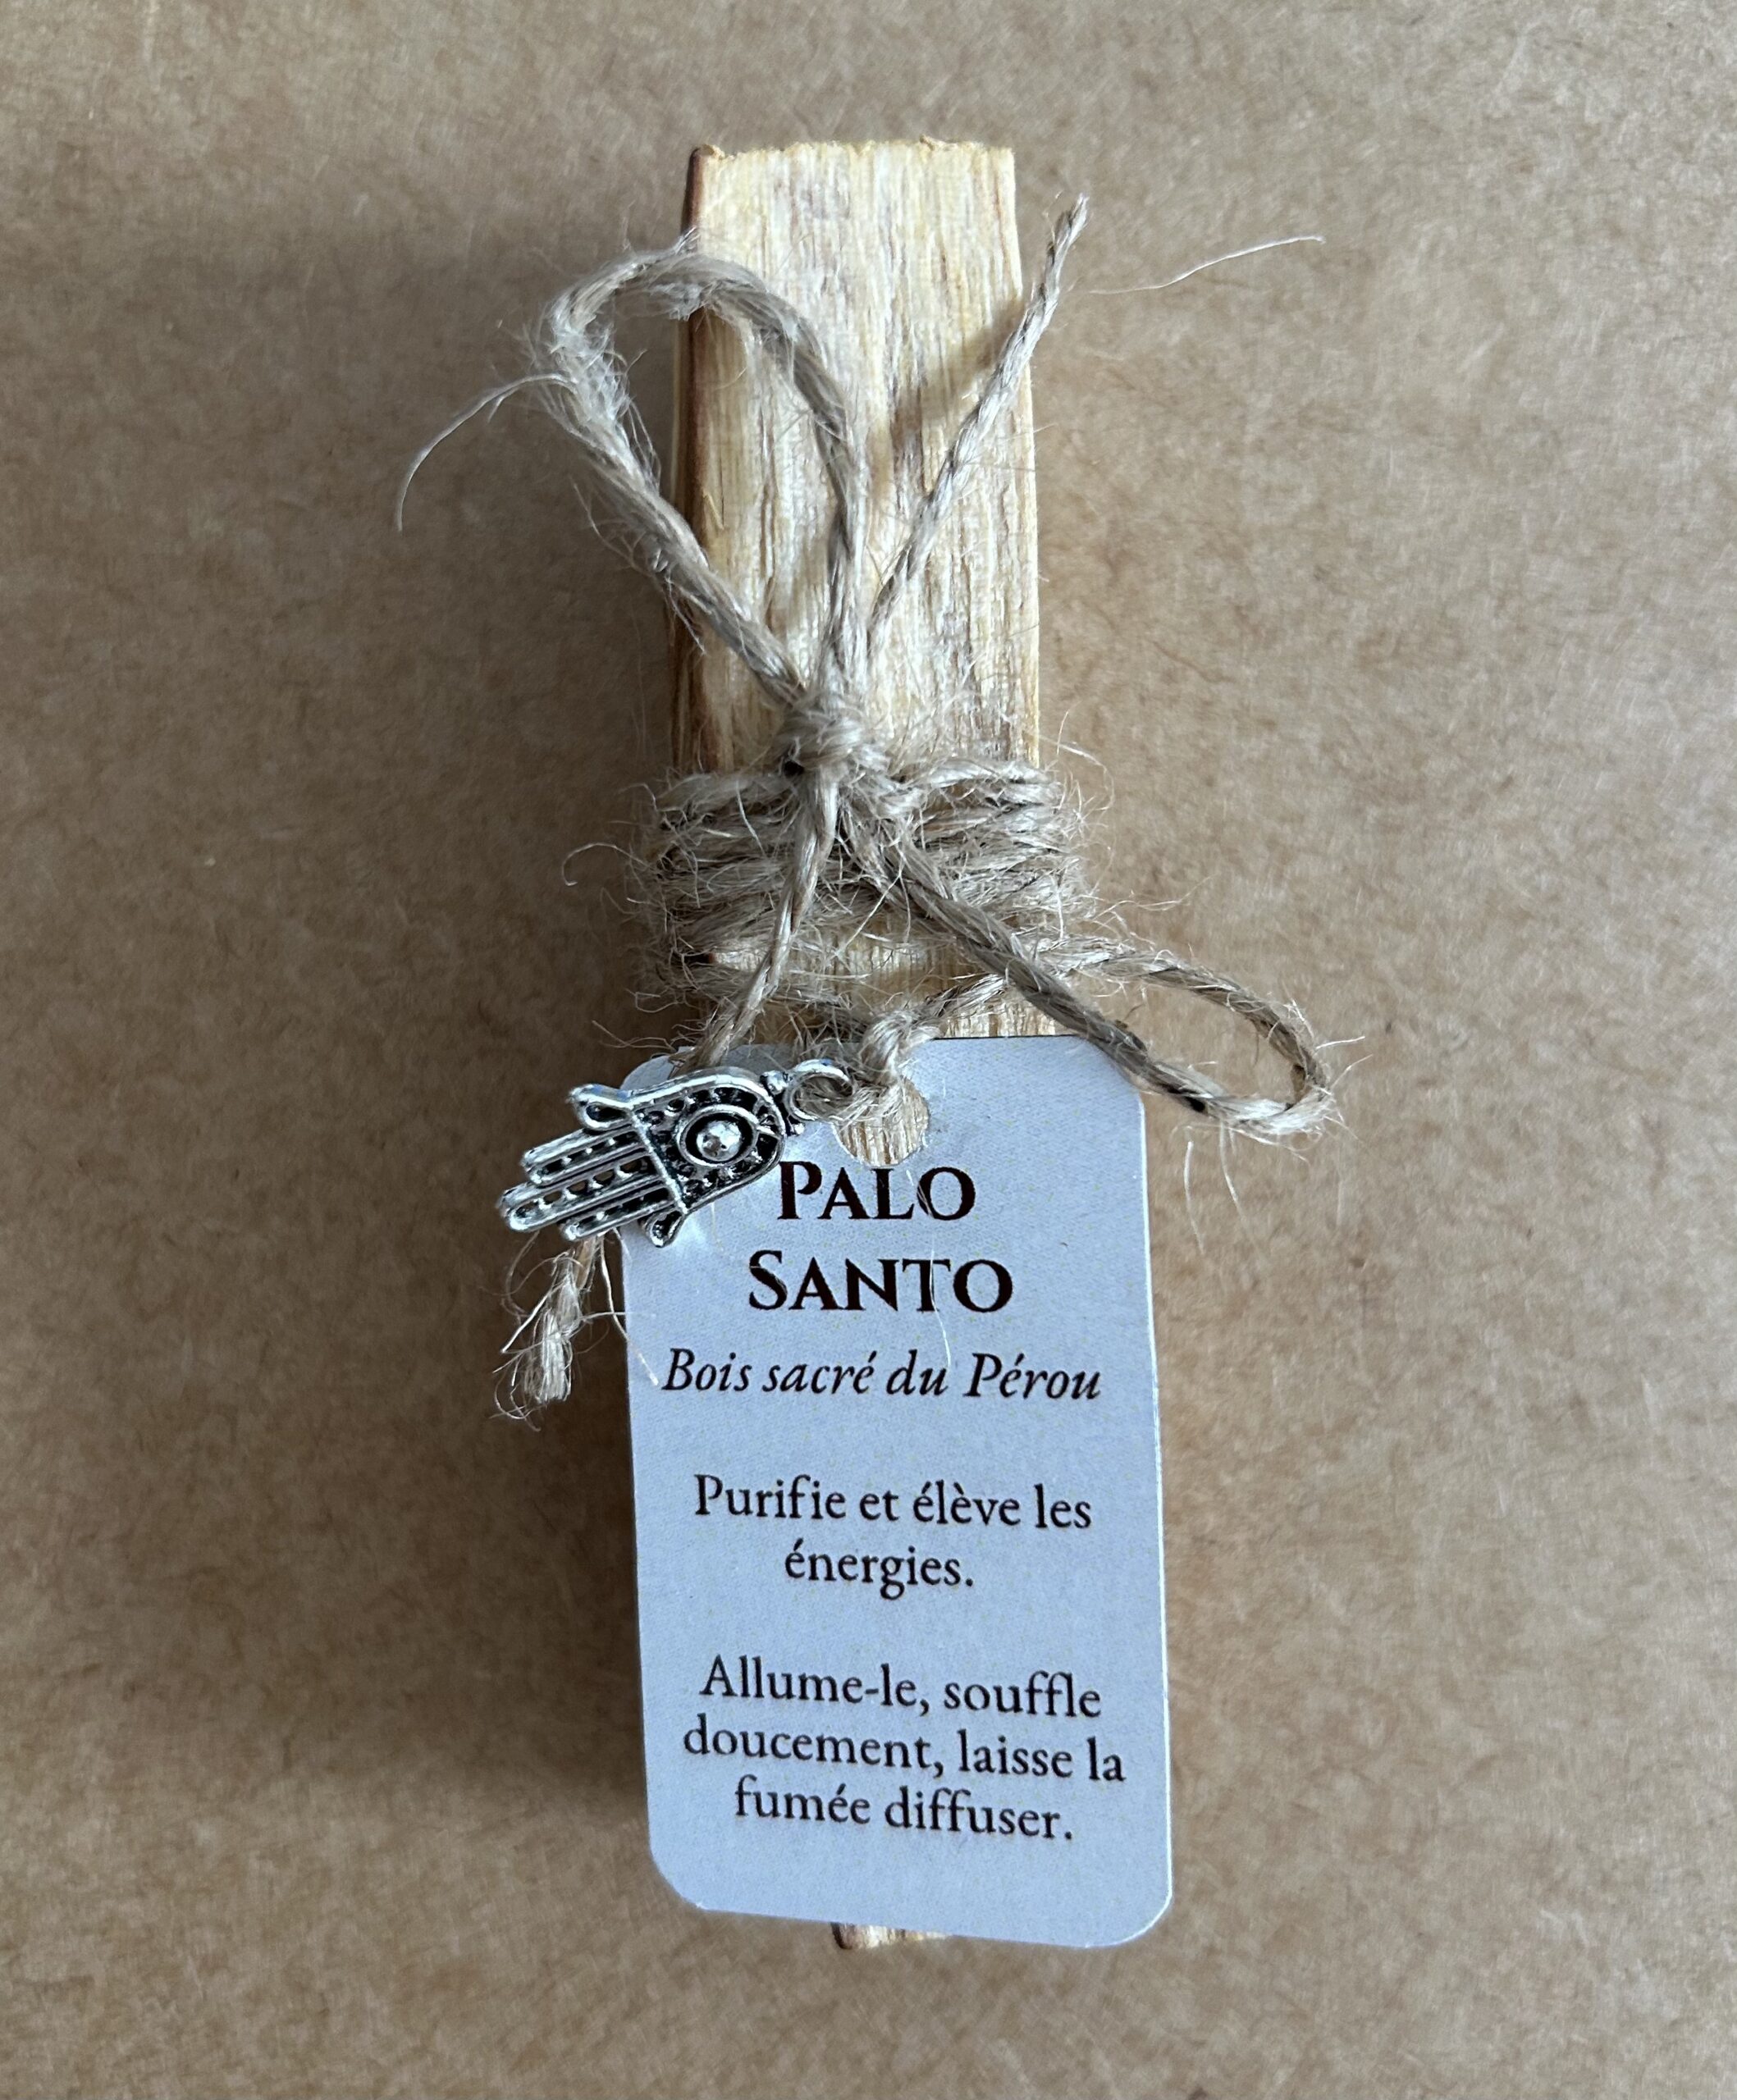 PALO
SANTO
Bois sacré du Pérou
Purifie et élève les
énergies.
Allume-le, souffle
doucement, laisse la
fumée diffuser.